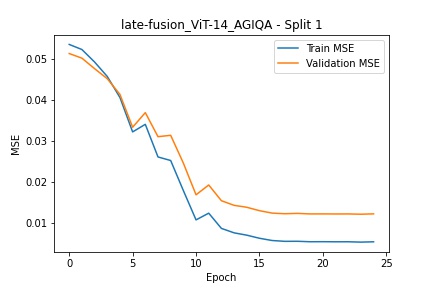 late-fusion_ViT-14_AGIQA - Split 1
Train MSE
Validation MSE
0.05
0.04
0.03
0.02
0.01
MSE
0 5 10 15 20 25
Epoch